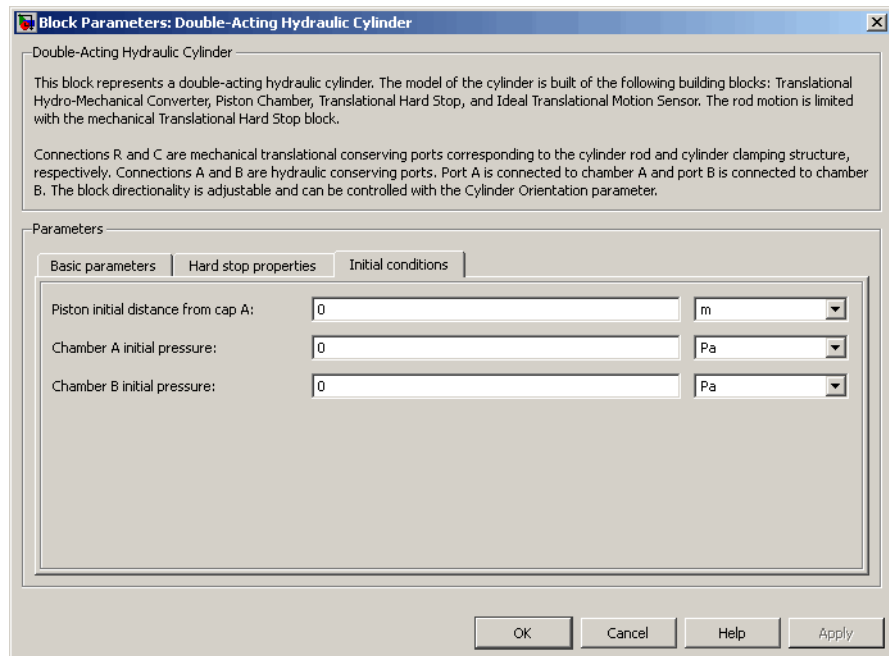 Block Parameters: Double-Acting Hydraulic Cylinder
Double-Acting Hydraulic Cylinder
This block represents a double-acting hydraulic cylinder. The model of the cylinder is built of the following building blocks: Translational
Hydro-Mechanical Converter, Piston Chamber, Translational Hard Stop, and Ideal Translational Motion Sensor. The rod motion is limited
with the mechanical Translational Hard Stop block.
Connections R and C are mechanical translational conserving ports corresponding to the cylinder rod and cylinder clamping structure,
respectively. Connections A and B are hydraulic conserving ports. Port A is connected to chamber A and port B is connected to chamber
B. The block directionality is adjustable and can be controlled with the Cylinder Orientation parameter.
Parameters
Basic parameters Hard stop properties Initial conditions
Piston initial distance from cap A: 0 m
Chamber A initial pressure: 0 Pa
Chamber B initial pressure: 0 Pa
OK Cancel Help Apply